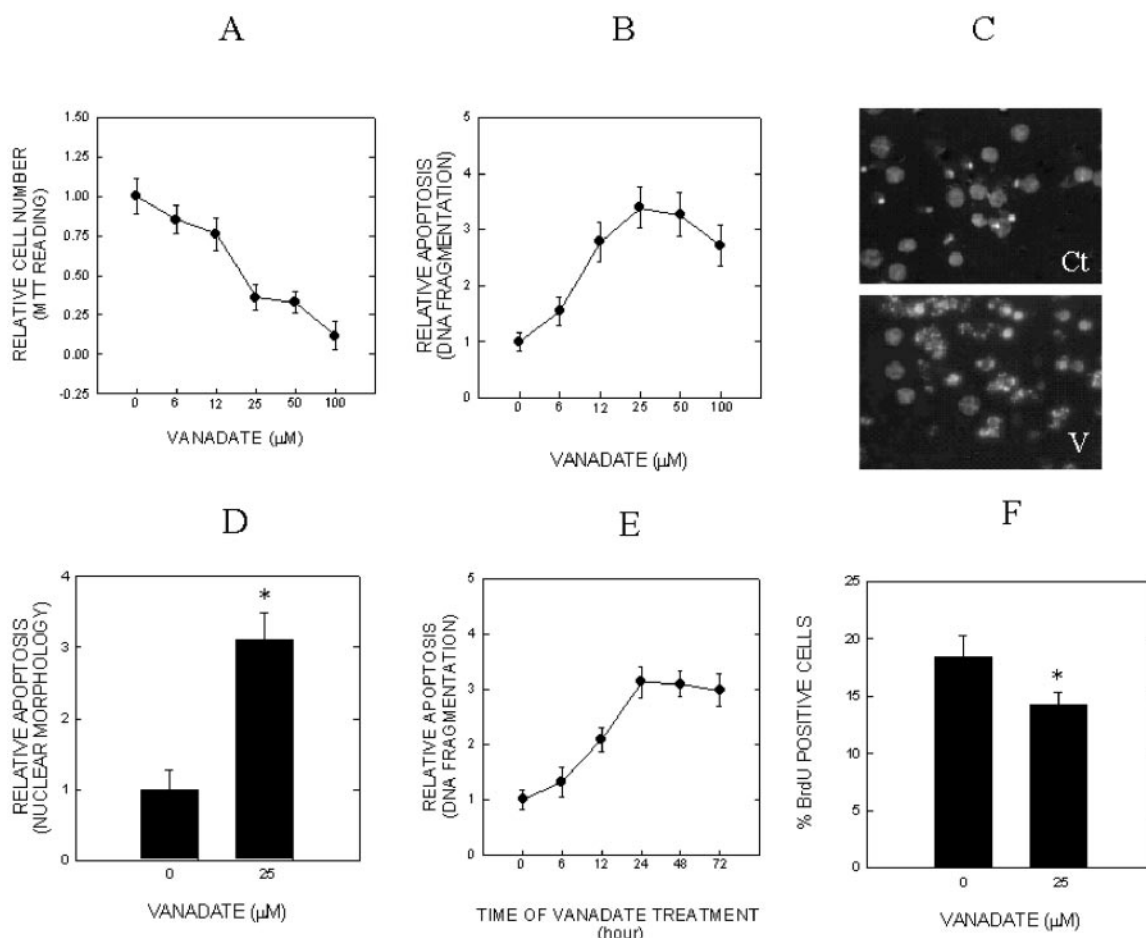 A
B
C
RELATIVE CELL NUMBER
(MTT READING)
1.50
1.25
1.00
0.75
0.50
0.25
0.00
-0.25
0 6 12 25 50 100
VANADATE (μM)
RELATIVE APOPTOSIS
(DNA FRAGMENTATION)
5
4
3
2
1
0
0 6 12 25 50 100
VANADATE (μM)
Ct
V
D
E
F
RELATIVE APOPTOSIS
(NUCLEAR MORPHOLOGY)
4
3
2
1
0
*
0 25
VANADATE (μM)
RELATIVE APOPTOSIS
(DNA FRAGMENTATION)
5
4
3
2
1
0
0 6 12 24 48 72
TIME OF VANADATE TREATMENT
(hour)
% BrdU POSITIVE CELLS
25
20
15
10
5
0
*
0 25
VANADATE (μM)